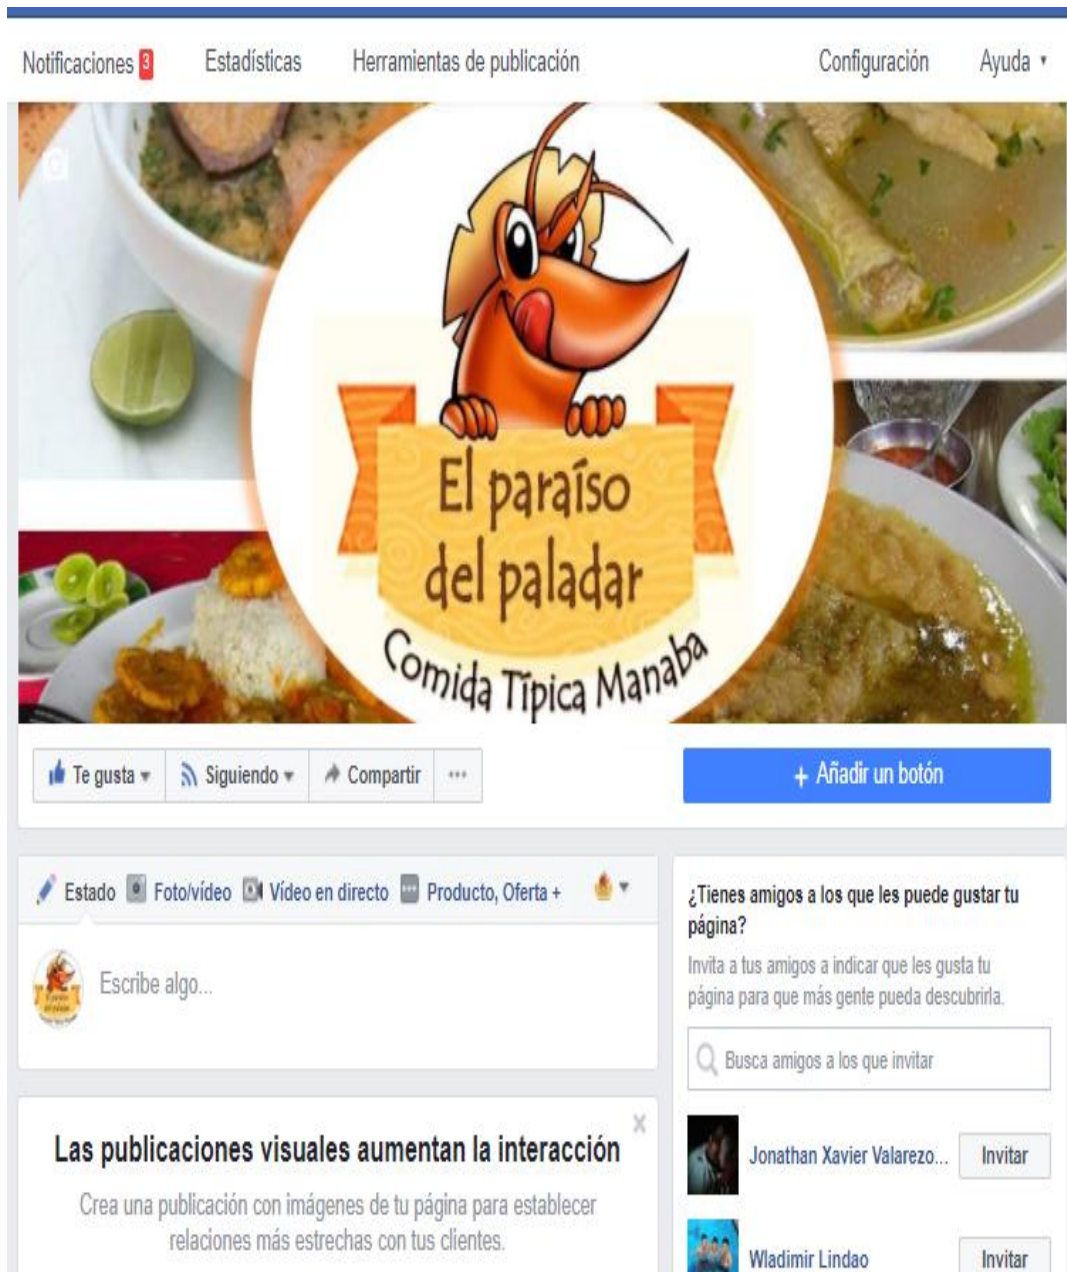 Notificaciones 3 Estadísticas Herramientas de publicación Configuración Ayuda
El paraíso
del paladar
Comida Típica Manaba
Te gusta Siguiendo Compartir ...
+ Añadir un botón
Estado Foto/vídeo Vídeo en directo Producto, Oferta +
Escribe algo...
Las publicaciones visuales aumentan la interacción
Crea una publicación con imágenes de tu página para establecer
relaciones más estrechas con tus clientes.
¿Tienes amigos a los que les puede gustar tu
página?
Invita a tus amigos a indicar que les gusta tu
página para que más gente pueda descubrirla.
Busca amigos a los que invitar
Jonathan Xavier Valarezo... Invitar
Wladimir Lindao Invitar